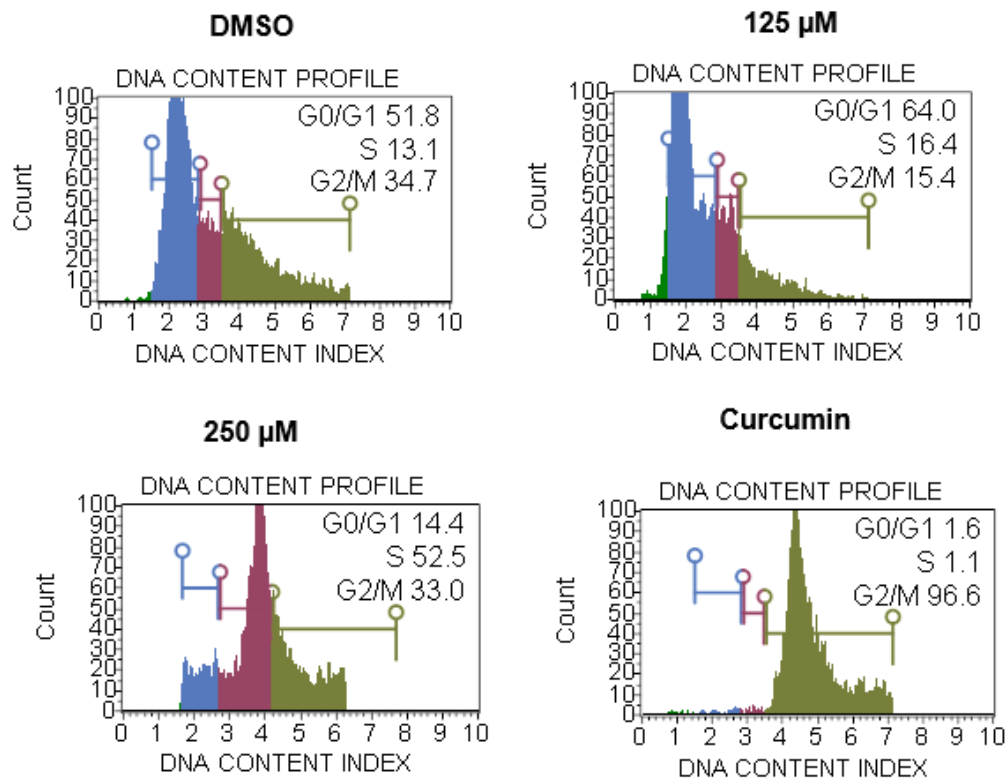 DMSO
DNA CONTENT PROFILE
G0/G1 51.8
S 13.1
G2/M 34.7
Count
100
90
80
70
60
50
40
30
20
10
0
0 1 2 3 4 5 6 7 8 9 10
DNA CONTENT INDEX
125 µM
DNA CONTENT PROFILE
G0/G1 64.0
S 16.4
G2/M 15.4
Count
100
90
80
70
60
50
40
30
20
10
0
0 1 2 3 4 5 6 7 8 9 10
DNA CONTENT INDEX
250 µM
DNA CONTENT PROFILE
G0/G1 14.4
S 52.5
G2/M 33.0
Count
100
90
80
70
60
50
40
30
20
10
0
0 1 2 3 4 5 6 7 8 9 10
DNA CONTENT INDEX
Curcumin
DNA CONTENT PROFILE
G0/G1 1.6
S 1.1
G2/M 96.6
Count
100
90
80
70
60
50
40
30
20
10
0
0 1 2 3 4 5 6 7 8 9 10
DNA CONTENT INDEX